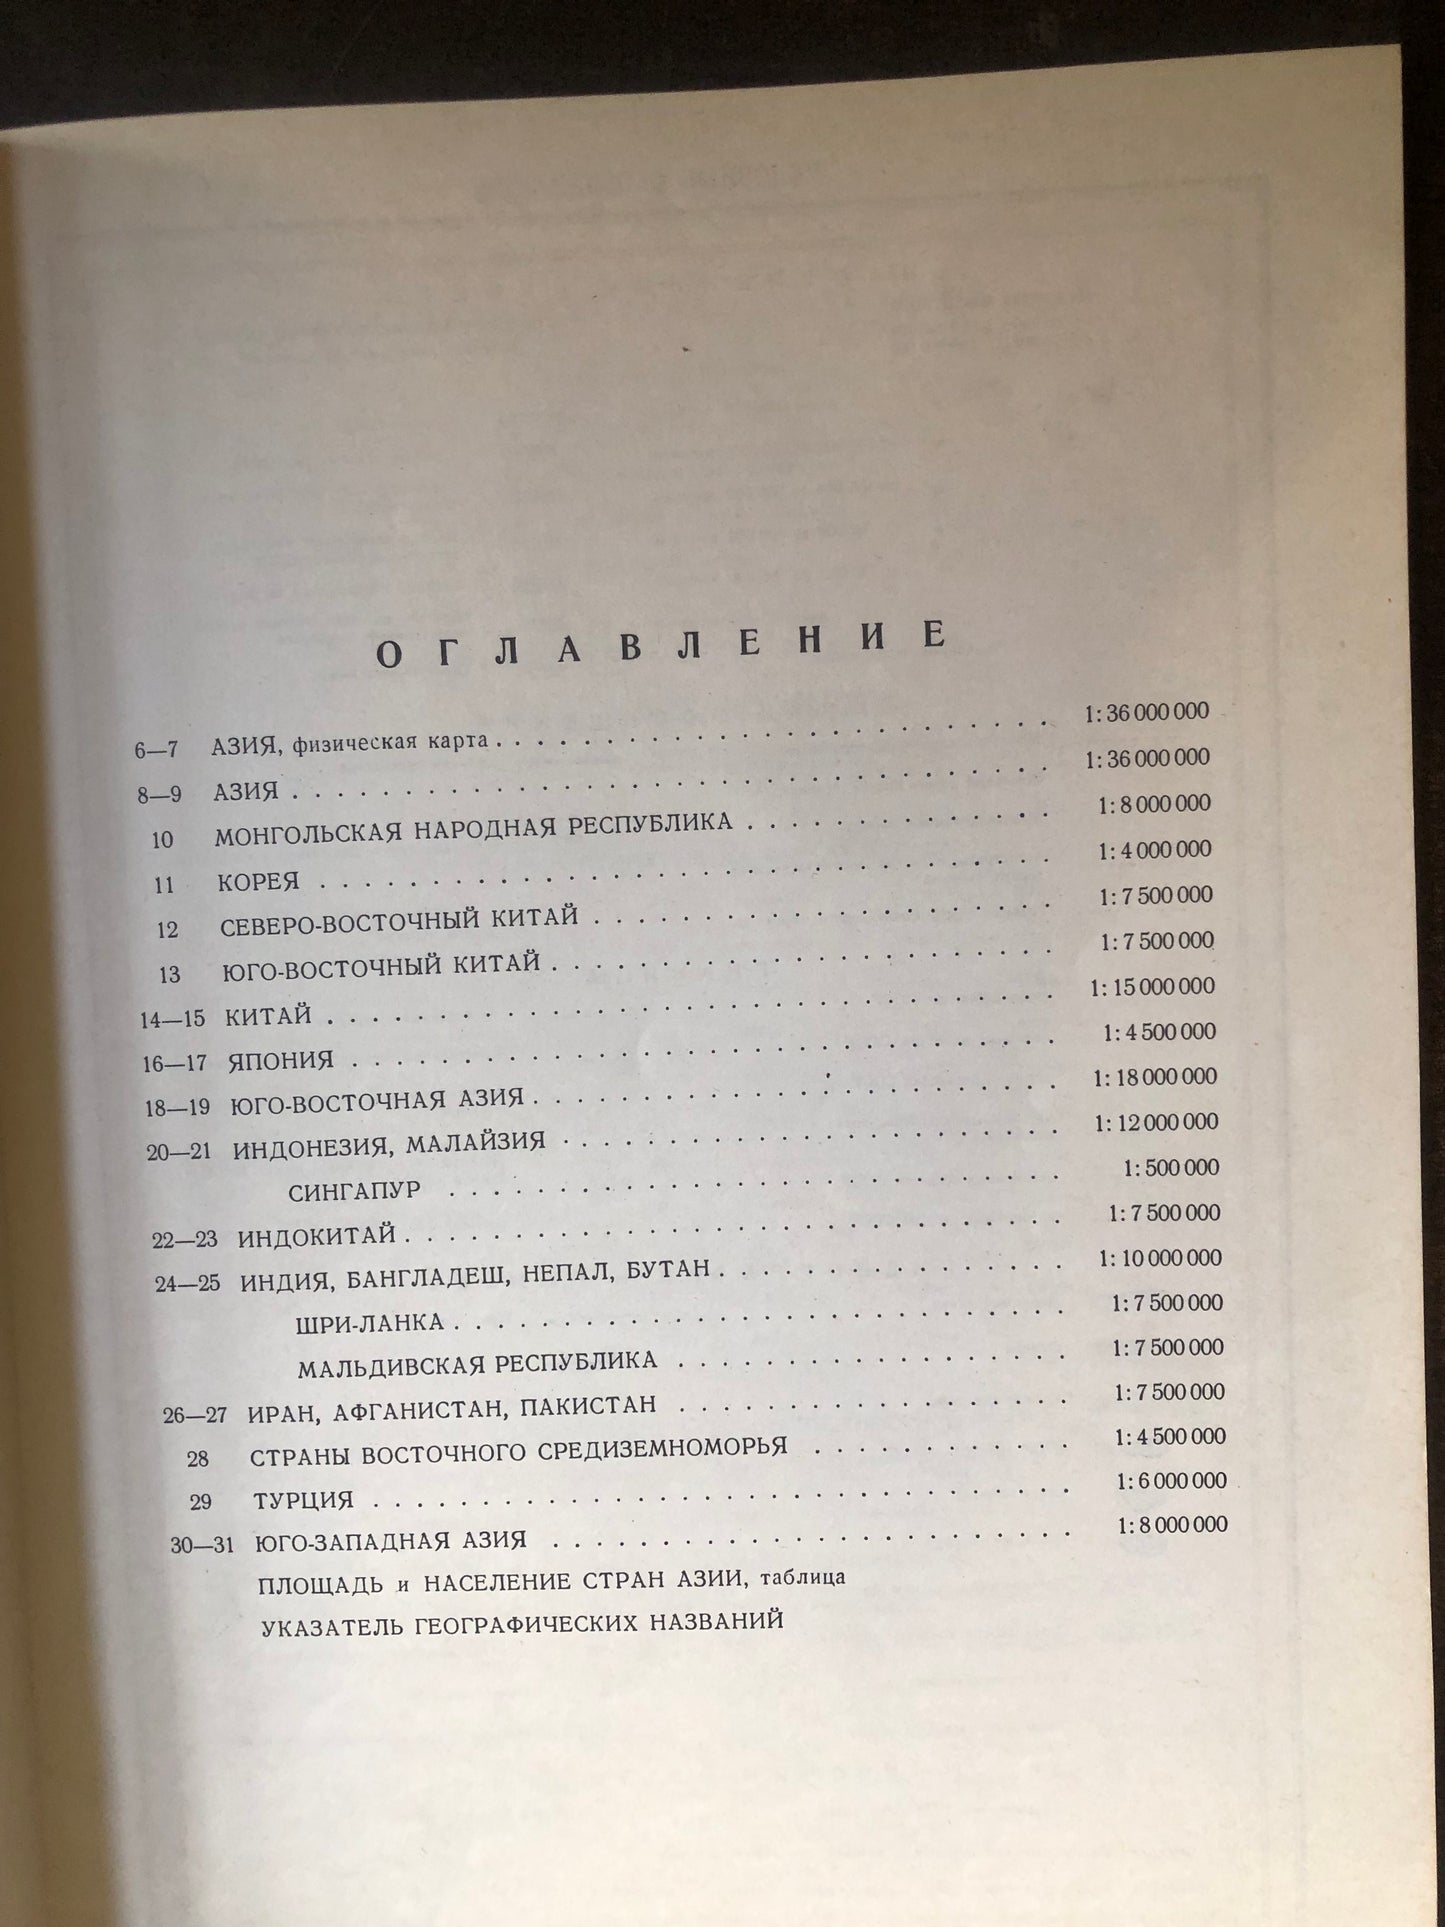 ОГЛАВЛЕНИЕ
6—7 АЗИЯ, физическая карта . . . . . . . . . . . . . . . . . . . . . . . . 1:36 000 000
8—9 АЗИЯ . . . . . . . . . . . . . . . . . . . . . . . . . . . . . . . . . 1:36 000 000
10 МОНГОЛЬСКАЯ НАРОДНАЯ РЕСПУБЛИКА . . . . . . . . . . . . . . 1:8 000 000
11 КОРЕЯ . . . . . . . . . . . . . . . . . . . . . . . . . . . . . . . . 1:4 000 000
12 СЕВЕРО-ВОСТОЧНЫЙ КИТАЙ . . . . . . . . . . . . . . . . . . . . 1:7 500 000
13 ЮГО-ВОСТОЧНЫЙ КИТАЙ . . . . . . . . . . . . . . . . . . . . . . 1:7 500 000
14—15 КИТАЙ . . . . . . . . . . . . . . . . . . . . . . . . . . . . . . . 1:15 000 000
16—17 ЯПОНИЯ . . . . . . . . . . . . . . . . . . . . . . . . . . . . . . 1:4 500 000
18—19 ЮГО-ВОСТОЧНАЯ АЗИЯ . . . . . . . . . . . . . . . . . . . . . . . 1:18 000 000
20—21 ИНДОНЕЗИЯ, МАЛАЙЗИЯ . . . . . . . . . . . . . . . . . . . . . . 1:12 000 000
СИНГАПУР . . . . . . . . . . . . . . . . . . . . . . . . . . . 1:500 000
22—23 ИНДОКИТАЙ . . . . . . . . . . . . . . . . . . . . . . . . . . . . . 1:7 500 000
24—25 ИНДИЯ, БАНГЛАДЕШ, НЕПАЛ, БУТАН . . . . . . . . . . . . . . . . 1:10 000 000
ШРИ-ЛАНКА . . . . . . . . . . . . . . . . . . . . . . . . . . . 1:7 500 000
МАЛЬДИВСКАЯ РЕСПУБЛИКА . . . . . . . . . . . . . . . . . . 1:7 500 000
26—27 ИРАН, АФГАНИСТАН, ПАКИСТАН . . . . . . . . . . . . . . . . . . 1:7 500 000
28 СТРАНЫ ВОСТОЧНОГО СРЕДИЗЕМНОМОРЬЯ . . . . . . . . . . . . 1:4 500 000
29 ТУРЦИЯ . . . . . . . . . . . . . . . . . . . . . . . . . . . . . . 1:6 000 000
30—31 ЮГО-ЗАПАДНАЯ АЗИЯ . . . . . . . . . . . . . . . . . . . . . . . 1:8 000 000
ПЛОЩАДЬ и НАСЕЛЕНИЕ СТРАН АЗИИ, таблица
УКАЗАТЕЛЬ ГЕОГРАФИЧЕСКИХ НАЗВАНИЙ